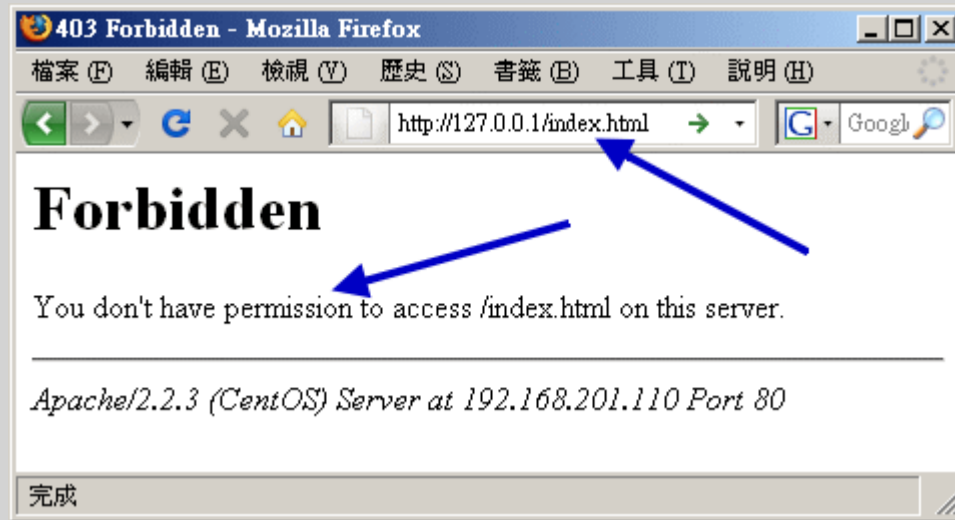 403 Forbidden - Mozilla Firefox
檔案 (F) 編輯 (E) 檢視 (V) 歷史 (S) 書籤 (B) 工具 (T) 說明 (H)
http://127.0.0.1/index.html G Googl
Forbidden
You don't have permission to access /index.html on this server.
Apache/2.2.3 (CentOS) Server at 192.168.201.110 Port 80
完成